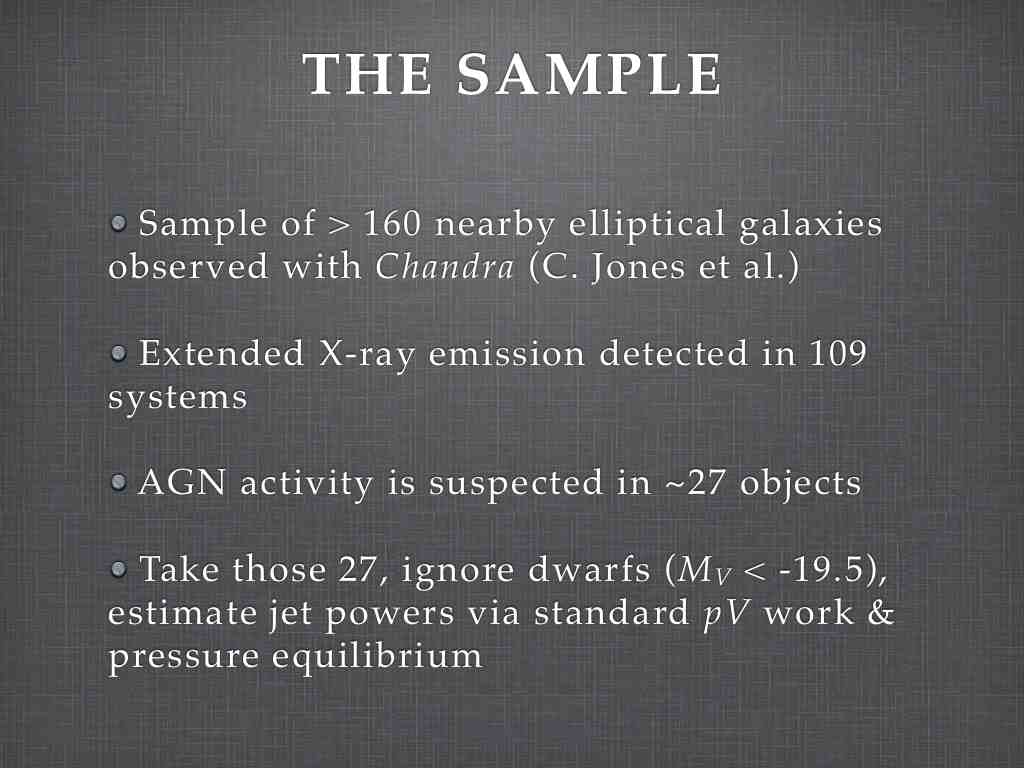 THE SAMPLE
Sample of > 160 nearby elliptical galaxies
observed with Chandra (C. Jones et al.)
Extended X-ray emission detected in 109
systems
AGN activity is suspected in ~27 objects
Take those 27, ignore dwarfs (M_V < -19.5),
estimate jet powers via standard pV work &
pressure equilibrium